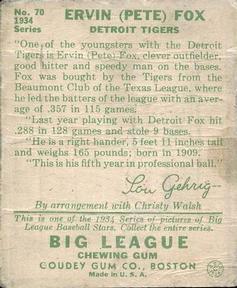 No. 70
1934
Series
ERVIN (PETE) FOX
DETROIT TIGERS
"One of the youngsters with the Detroit
Tigers is Ervin (Pete) Fox, clever outfielder,
good hitter and speedy man on the bases.
Fox was bought by the Tigers from the
Beaumont Club of the Texas League, where
he led the batters of the league with an aver-
age of .357 in 115 games.
"Last year playing with Detroit Fox hit
.288 in 128 games and stole 9 bases.
"He is a right hander, 5 feet 11 inches tall
and weighs 165 pounds; born in 1909.
"This is his fifth year in professional ball."
Lou Gehrig-
By arrangement with Christy Walsh
This is one of the 1934 Series of pictures of Big
League Baseball Stars. Collect the entire series.
BIG LEAGUE
CHEWING GUM
GOUDEY GUM CO., BOSTON
Made in U. S. A.